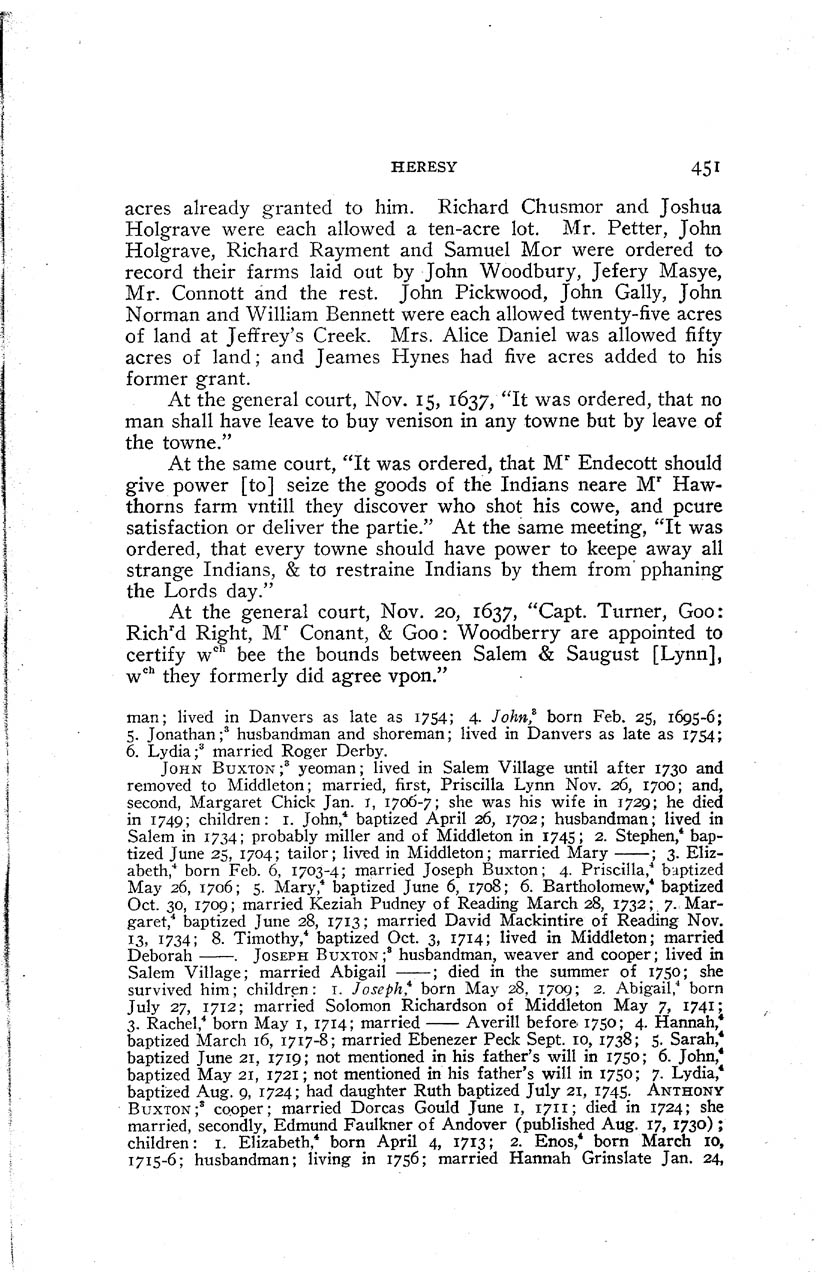 HERESY 451
acres already granted to him. Richard Chusmor and Joshua
Holgrave were each allowed a ten-acre lot. Mr. Petter, John
Holgrave, Richard Rayment and Samuel Mor were ordered to
record their farms laid out by John Woodbury, Jefery Masye,
Mr. Connott and the rest. John Pickwood, John Gally, John
Norman and William Bennett were each allowed twenty-five acres
of land at Jeffrey's Creek. Mrs. Alice Daniel was allowed fifty
acres of land; and Jeames Hynes had five acres added to his
former grant.
At the general court, Nov. 15, 1637, “It was ordered, that no
man shall have leave to buy venison in any towne but by leave of
the towne.”
At the same court, “It was ordered, that Mʳ Endecott should
give power [to] seize the goods of the Indians neare Mʳ Haw-
thorns farm vntill they discover who shot his cowe, and pcure
satisfaction or deliver the partie.” At the same meeting, “It was
ordered, that every towne should have power to keepe away all
strange Indians, & to restraine Indians by them from pphaning
the Lords day.”
At the general court, Nov. 20, 1637, “Capt. Turner, Goo:
Richʳd Right, Mʳ Conant, & Goo: Woodberry are appointed to
certify wᶜʰ bee the bounds between Salem & Saugust [Lynn],
wᶜʰ they formerly did agree vpon.”
man; lived in Danvers as late as 1754; 4. John,³ born Feb. 25, 1695-6;
5. Jonathan;³ husbandman and shoreman; lived in Danvers as late as 1754;
6. Lydia;³ married Roger Derby.
JOHN BUXTON;³ yeoman; lived in Salem Village until after 1730 and
removed to Middleton; married, first, Priscilla Lynn Nov. 26, 1700; and,
second, Margaret Chick Jan. 1, 1706-7; she was his wife in 1729; he died
in 1749; children: 1. John,⁴ baptized April 26, 1702; husbandman; lived in
Salem in 1734; probably miller and of Middleton in 1745; 2. Stephen,⁴ bap-
tized June 25, 1704; tailor; lived in Middleton; married Mary ——; 3. Eliz-
abeth,⁴ born Feb. 6, 1703-4; married Joseph Buxton; 4. Priscilla,⁴ baptized
May 26, 1706; 5. Mary,⁴ baptized June 6, 1708; 6. Bartholomew,⁴ baptized
Oct. 30, 1709; married Keziah Pudney of Reading March 28, 1732; 7. Mar-
garet,⁴ baptized June 28, 1713; married David Mackintire of Reading Nov.
13, 1734; 8. Timothy,⁴ baptized Oct. 3, 1714; lived in Middleton; married
Deborah ——. JOSEPH BUXTON;³ husbandman, weaver and cooper; lived in
Salem Village; married Abigail ——; died in the summer of 1750; she
survived him; children: 1. Joseph,⁴ born May 28, 1709; 2. Abigail,⁴ born
July 27, 1712; married Solomon Richardson of Middleton May 7, 1741;
3. Rachel,⁴ born May 1, 1714; married —— Averill before 1750; 4. Hannah,⁴
baptized March 16, 1717-8; married Ebenezer Peck Sept. 10, 1738; 5. Sarah,⁴
baptized June 21, 1719; not mentioned in his father's will in 1750; 6. John,⁴
baptized May 21, 1721; not mentioned in his father's will in 1750; 7. Lydia,⁴
baptized Aug. 9, 1724; had daughter Ruth baptized July 21, 1745. ANTHONY
BUXTON;³ cooper; married Dorcas Gould June 1, 1711; died in 1724; she
married, secondly, Edmund Faulkner of Andover (published Aug. 17, 1730);
children: 1. Elizabeth,⁴ born April 4, 1713; 2. Enos,⁴ born March 10,
1715-6; husbandman; living in 1756; married Hannah Grinslate Jan. 24,